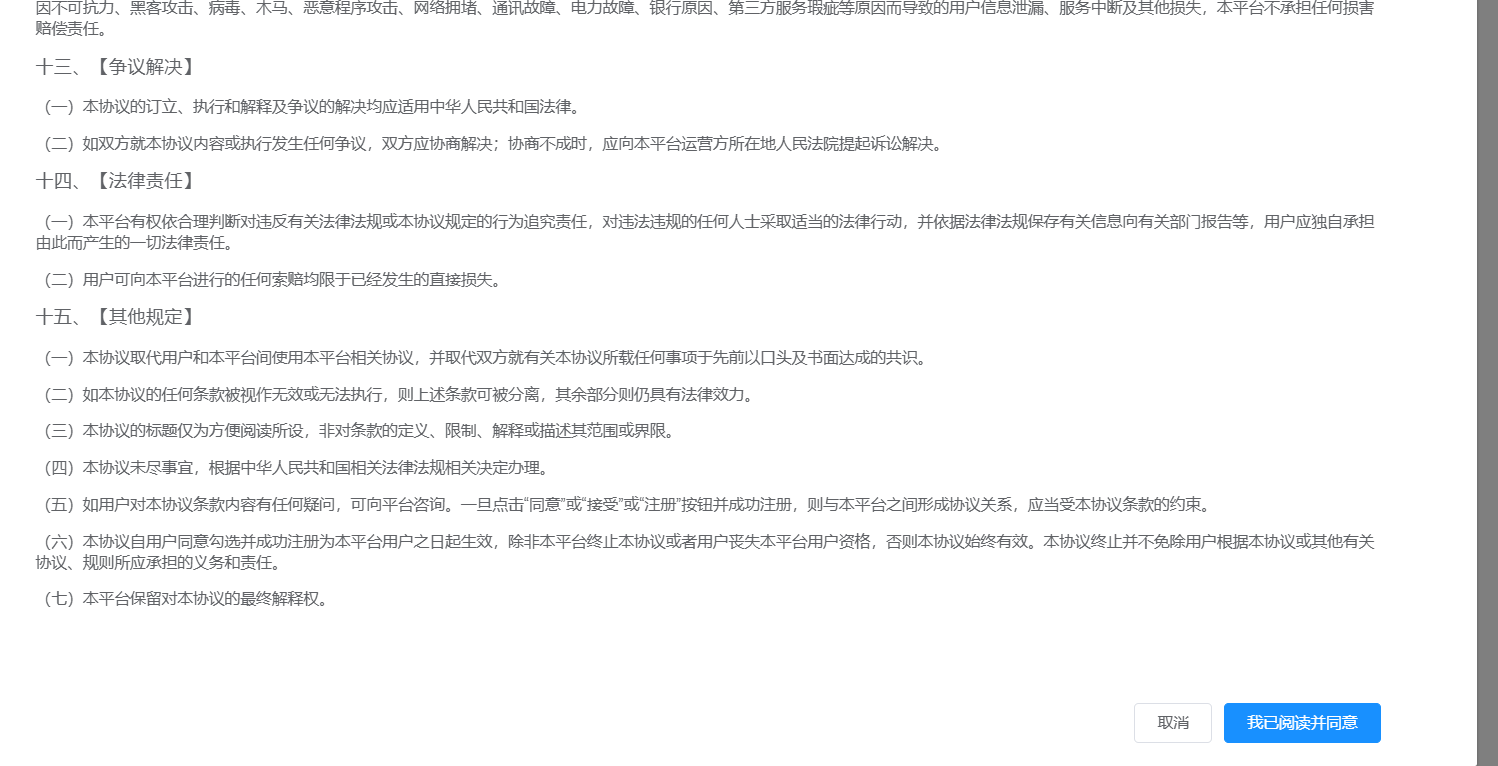 因不可抗力、黑客攻击、病毒、木马、恶意程序攻击、网络拥堵、通讯故障、电力故障、银行原因、第三方服务瑕疵等原因而导致的用户信息泄漏、服务中断及其他损失，本平台不承担任何损害
赔偿责任。
十三、【争议解决】
（一）本协议的订立、执行和解释及争议的解决均应适用中华人民共和国法律。
（二）如双方就本协议内容或执行发生任何争议，双方应协商解决；协商不成时，应向本平台运营方所在地人民法院提起诉讼解决。
十四、【法律责任】
（一）本平台有权依合理判断对违反有关法律法规或本协议规定的行为追究责任，对违法违规的任何人士采取适当的法律行动，并依据法律法规保存有关信息向有关部门报告等，用户应独自承担
由此而产生的一切法律责任。
（二）用户可向本平台进行的任何索赔均限于已经发生的直接损失。
十五、【其他规定】
（一）本协议取代用户和本平台间使用本平台相关协议，并取代双方就有关本协议所载任何事项于先前以口头及书面达成的共识。
（二）如本协议的任何条款被视作无效或无法执行，则上述条款可被分离，其余部分则仍具有法律效力。
（三）本协议的标题仅为方便阅读所设，非对条款的定义、限制、解释或描述其范围或界限。
（四）本协议未尽事宜，根据中华人民共和国相关法律法规相关决定办理。
（五）如用户对本协议条款内容有任何疑问，可向平台咨询。一旦点击“同意”或“接受”或“注册”按钮并成功注册，则与本平台之间形成协议关系，应当受本协议条款的约束。
（六）本协议自用户同意勾选并成功注册为本平台用户之日起生效，除非本平台终止本协议或者用户丧失本平台用户资格，否则本协议始终有效。本协议终止并不免除用户根据本协议或其他有关
协议、规则所应承担的义务和责任。
（七）本平台保留对本协议的最终解释权。
取消
我已阅读并同意